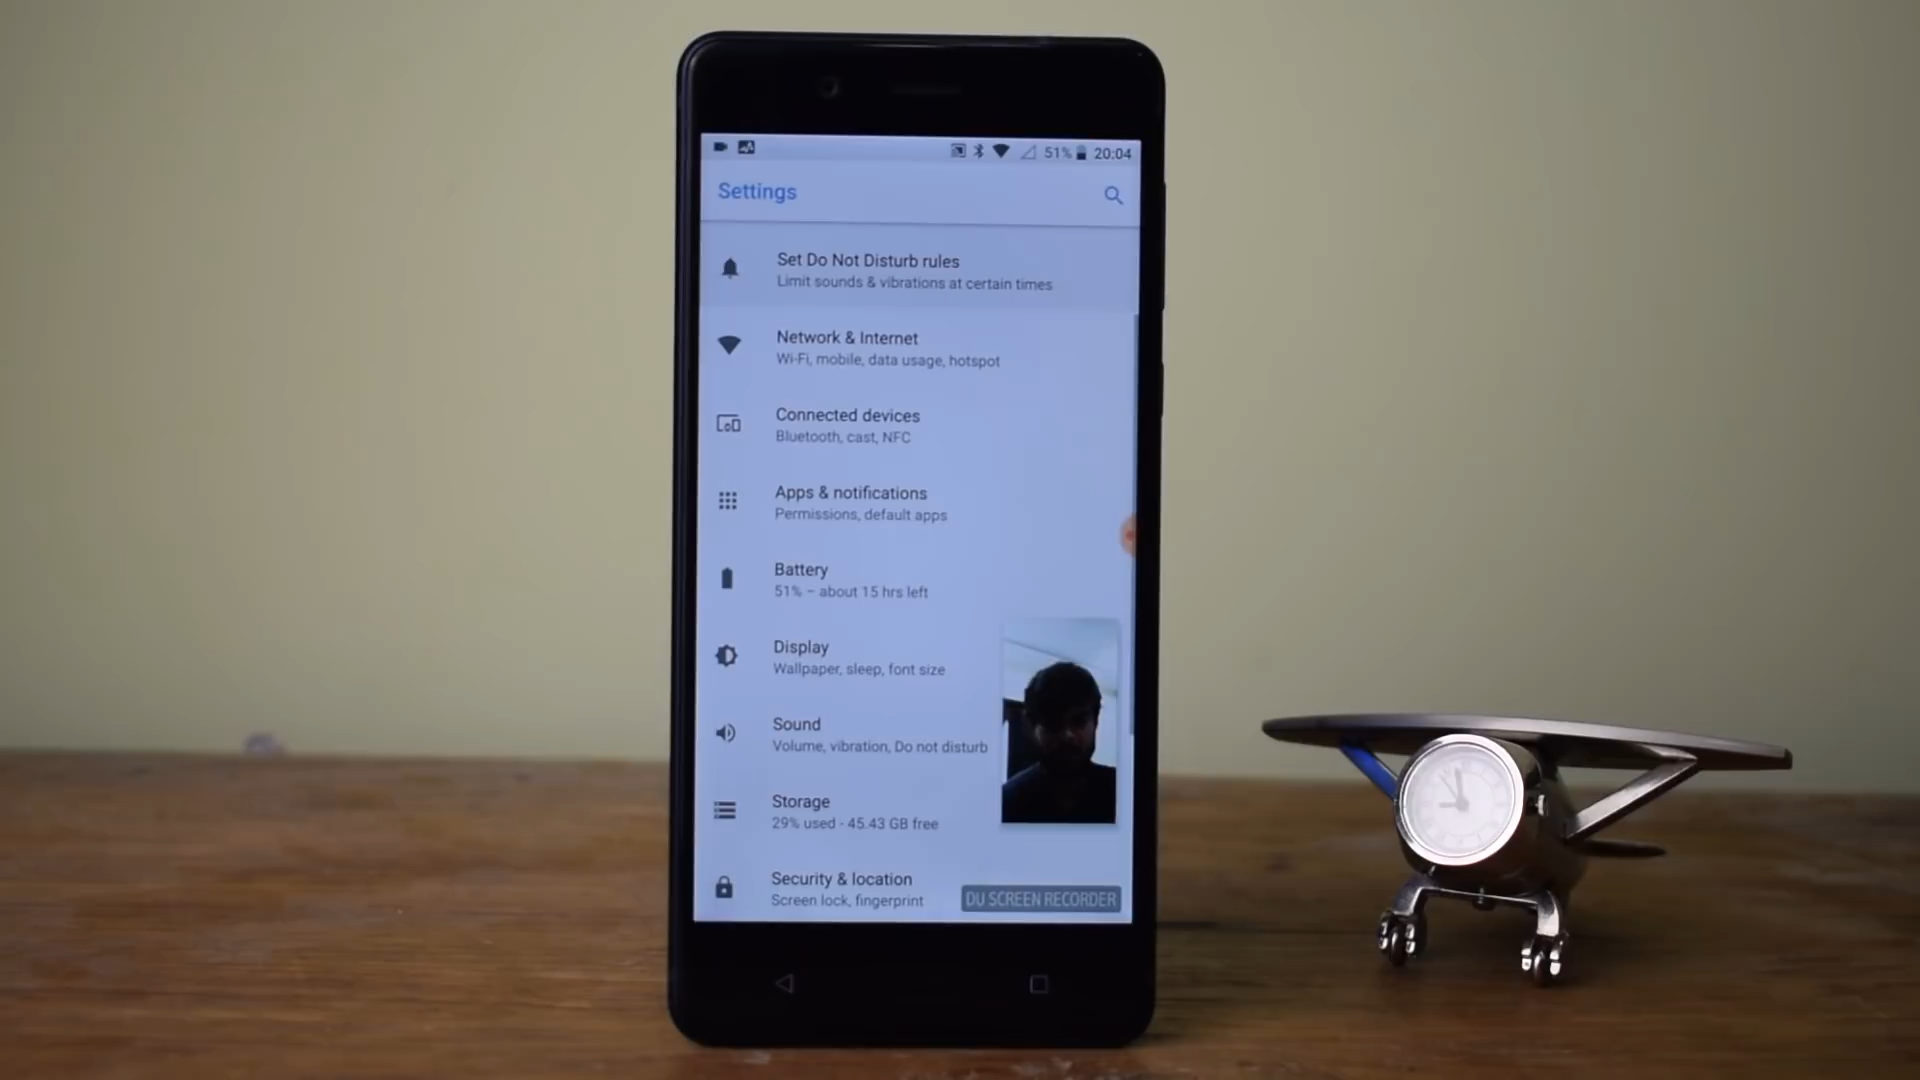 51% 20:04
Settings
Set Do Not Disturb rules
Limit sounds & vibrations at certain times
Network & Internet
Wi-Fi, mobile, data usage, hotspot
Connected devices
Bluetooth, cast, NFC
Apps & notifications
Permissions, default apps
Battery
51% – about 15 hrs left
Display
Wallpaper, sleep, font size
Sound
Volume, vibration, Do not disturb
Storage
29% used - 45.43 GB free
Security & location
Screen lock, fingerprint
DU SCREEN RECORDER